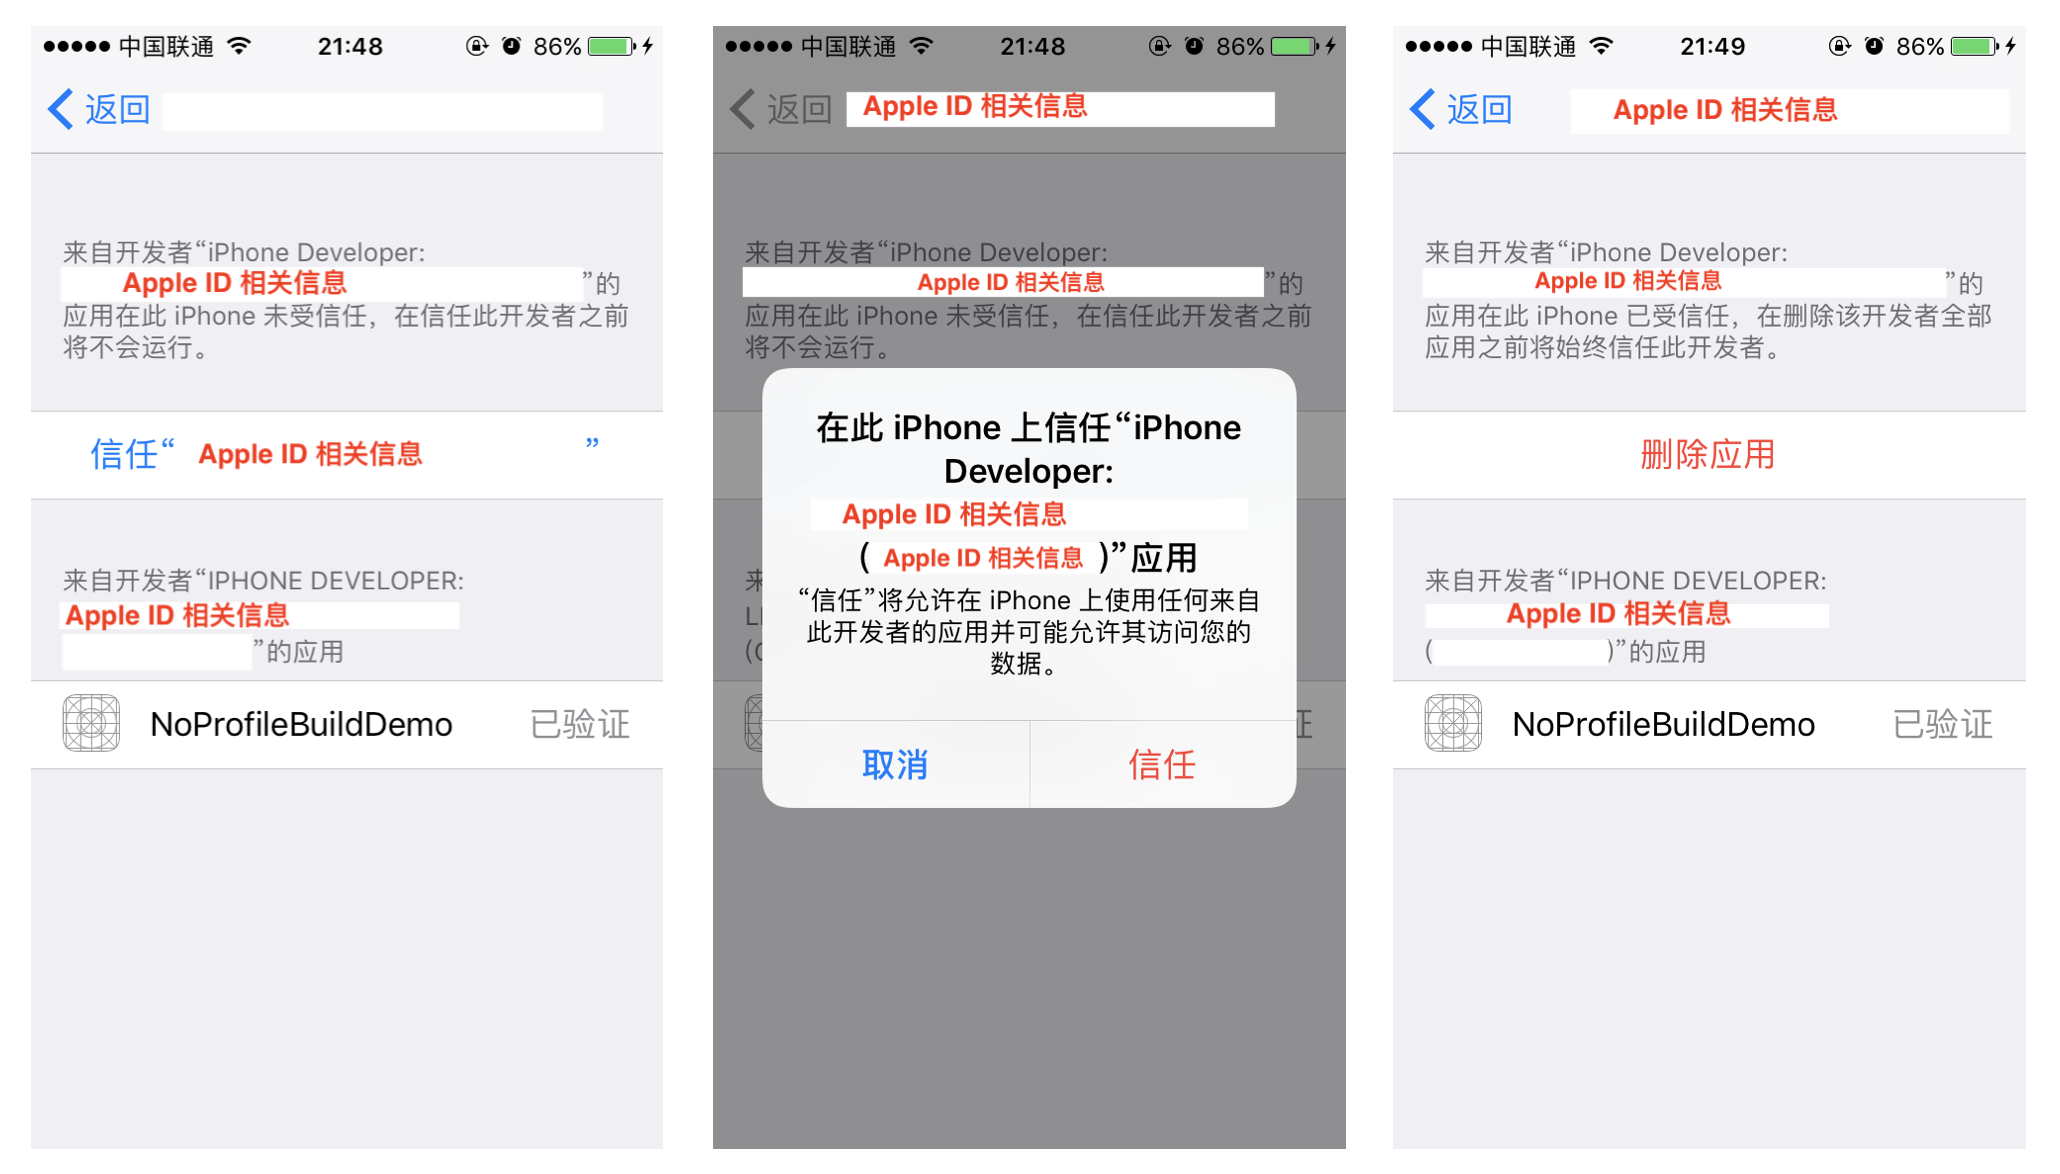 中国联通 21:48 86%
返回
来自开发者“iPhone Developer:
Apple ID 相关信息 ”的
应用在此 iPhone 未受信任，在信任此开发者之前
将不会运行。
信任“ Apple ID 相关信息 ”
来自开发者“IPHONE DEVELOPER:
Apple ID 相关信息
”的应用
NoProfileBuildDemo 已验证
中国联通 21:48 86%
返回 Apple ID 相关信息
来自开发者“iPhone Developer:
Apple ID 相关信息 ”的
应用在此 iPhone 未受信任，在信任此开发者之前
将不会运行。
在此 iPhone 上信任“iPhone
Developer:
Apple ID 相关信息
( Apple ID 相关信息 )”应用
“信任”将允许在 iPhone 上使用任何来自
此开发者的应用并可能允许其访问您的
数据。
取消 信任
中国联通 21:49 86%
返回 Apple ID 相关信息
来自开发者“iPhone Developer:
Apple ID 相关信息 ”的
应用在此 iPhone 已受信任，在删除该开发者全部
应用之前将始终信任此开发者。
删除应用
来自开发者“IPHONE DEVELOPER:
Apple ID 相关信息
( )”的应用
NoProfileBuildDemo 已验证